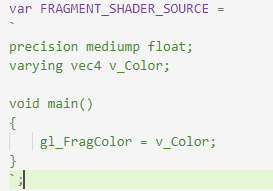 var FRAGMENT_SHADER_SOURCE =
`
precision mediump float;
varying vec4 v_Color;

void main()
{
    gl_FragColor = v_Color;
}
`;